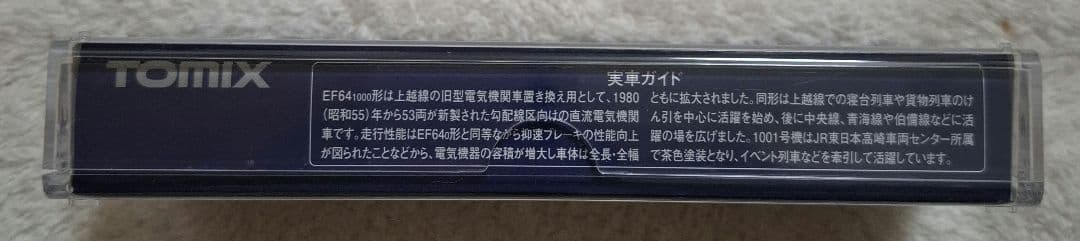 TOMIX
実車ガイド
EF641000形は上越線の旧型電気機関車置き換え用として、1980
(昭和55)年から53両が新製された勾配線区向けの直流電気機関
車です。走行性能はEF640形と同等ながら抑速ブレーキの性能向上
が図られたことなどから、電気機器の容積が増大し車体は全長・全幅
ともに拡大されました。同形は上越線での寝台列車や貨物列車のけ
ん引を中心に活躍を始め、後に中央線、青海線や伯備線などに活
躍の場を広げました。1001号機はJR東日本高崎車両センター所属
で茶色塗装となり、イベント列車などを牽引して活躍しています。